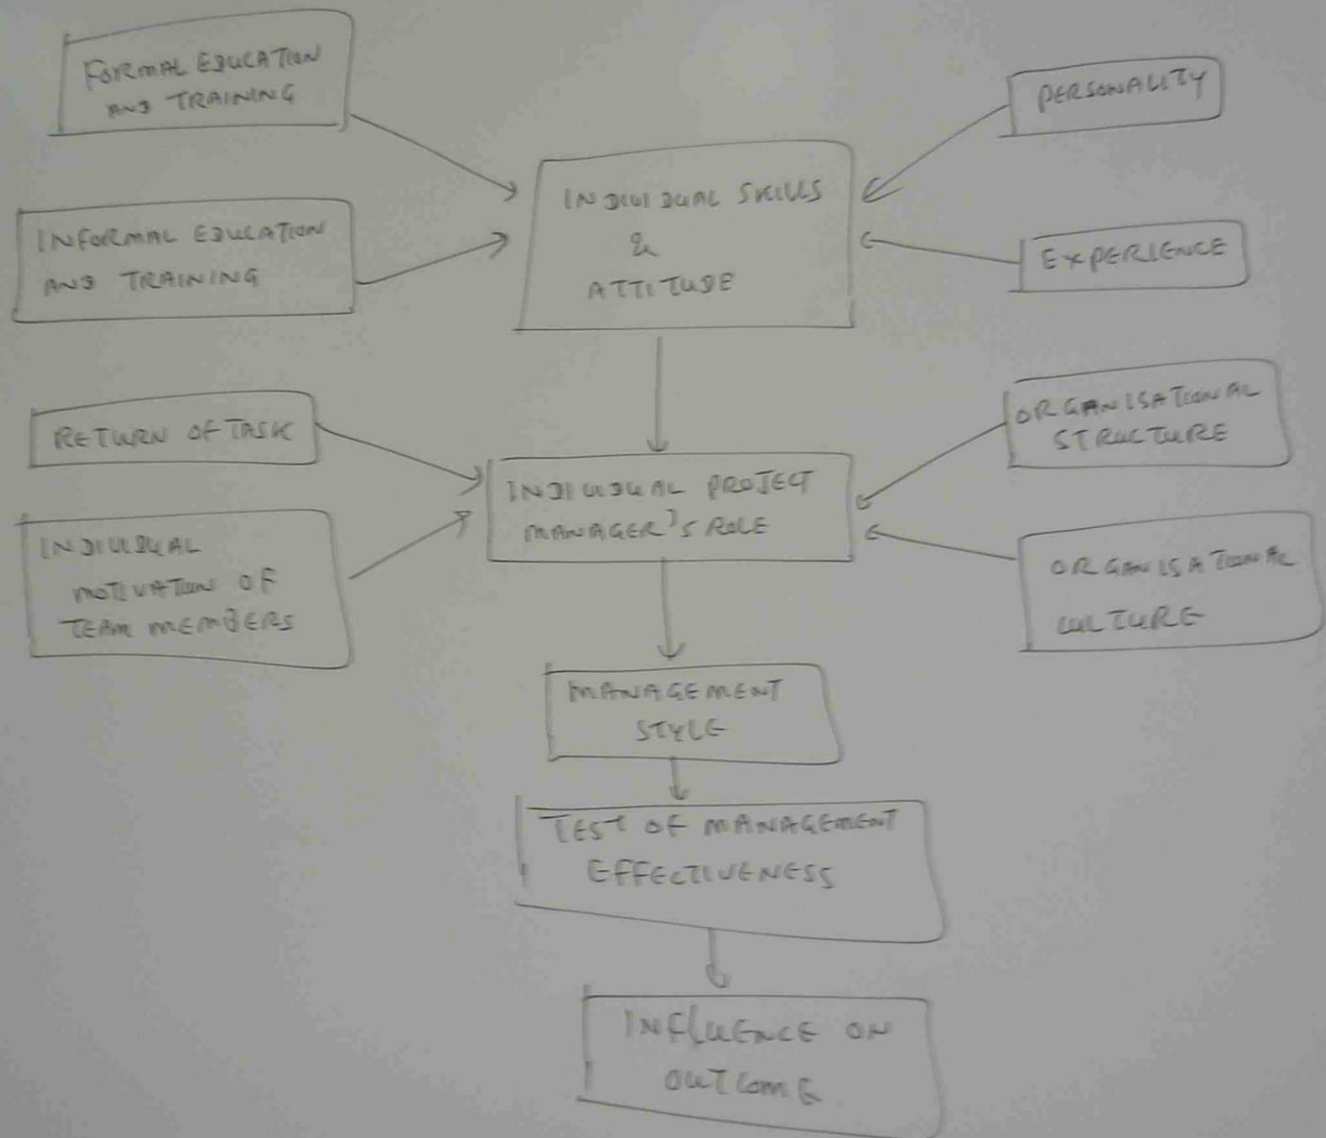 FORMAL EDUCATION
AND TRAINING
PERSONALITY
INDIVIDUAL SKILLS
&
ATTITUDE
INFORMAL EDUCATION
AND TRAINING
EXPERIENCE
RETURN OF TASK
ORGANISATIONAL
STRUCTURE
INDIVIDUAL PROJECT
MANAGER'S ROLE
INDIVIDUAL
MOTIVATION OF
TEAM MEMBERS
ORGANISATIONAL
CULTURE
MANAGEMENT
STYLE
TEST OF MANAGEMENT
EFFECTIVENESS
INFLUENCE ON
OUTCOME